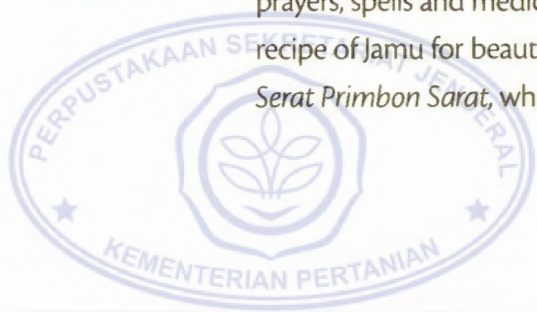 prayers, spells and medic
recipe of Jamu for beaut
Serat Primbon Sarat, wh
PERPUSTAKAAN SEKRETARIAT JENDERAL
KEMENTERIAN PERTANIAN